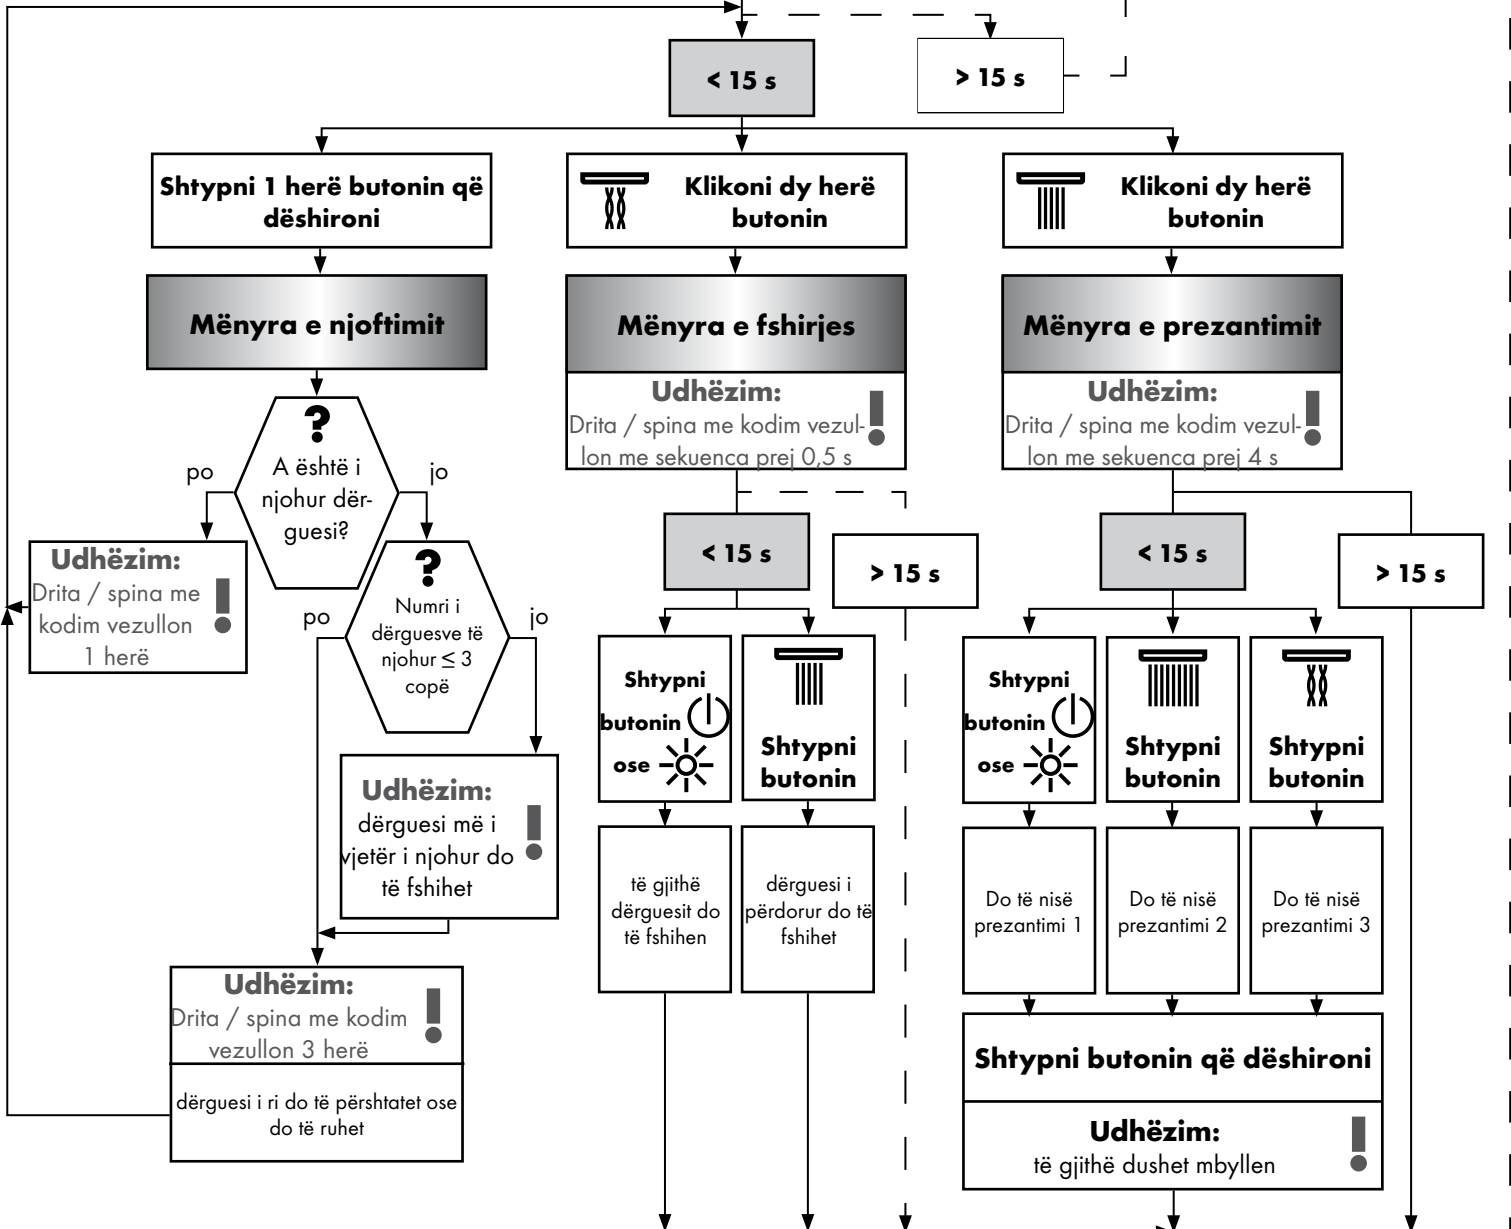 < 15 s
> 15 s
Shtypni 1 herë butonin që
dëshironi
Klikoni dy herë
butonin
Klikoni dy herë
butonin
Mënyra e njoftimit
Mënyra e fshirjes
Mënyra e prezantimit
Udhëzim:
Drita / spina me kodim vezul-
lon me sekuenca prej 0,5 s
Udhëzim:
Drita / spina me kodim vezul-
lon me sekuenca prej 4 s
?
A është i
njohur dër-
guesi?
po
jo
Udhëzim:
Drita / spina me
kodim vezullon
1 herë
?
Numri i
dërguesve të
njohur ≤ 3
copë
po
jo
Udhëzim:
dërguesi më i
vjetër i njohur do
të fshihet
Udhëzim:
Drita / spina me kodim
vezullon 3 herë
dërguesi i ri do të përshtatet ose
do të ruhet
< 15 s
> 15 s
Shtypni
butonin
ose
Shtypni
butonin
të gjithë
dërguesit do
të fshihen
dërguesi i
përdorur do të
fshihet
< 15 s
> 15 s
Shtypni
butonin
ose
Shtypni
butonin
Shtypni
butonin
Do të nisë
prezantimi 1
Do të nisë
prezantimi 2
Do të nisë
prezantimi 3
Shtypni butonin që dëshironi
Udhëzim:
të gjithë dushet mbyllen